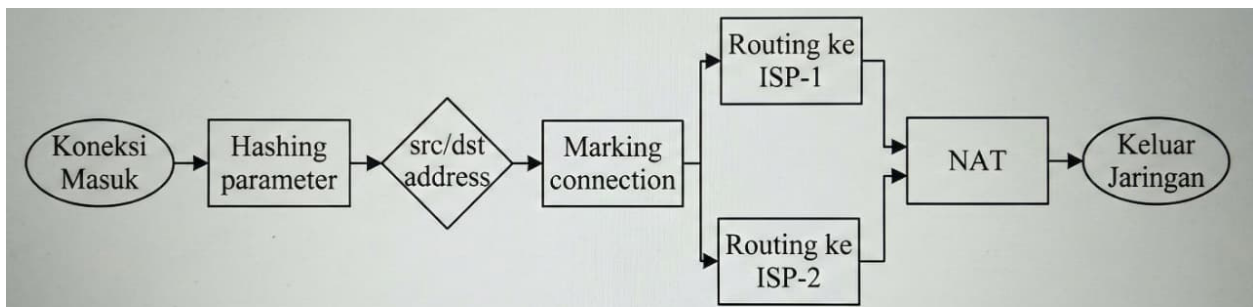 Koneksi
Masuk
Hashing
parameter
src/dst
address
Marking
connection
Routing ke
ISP-1
Routing ke
ISP-2
NAT
Keluar
Jaringan